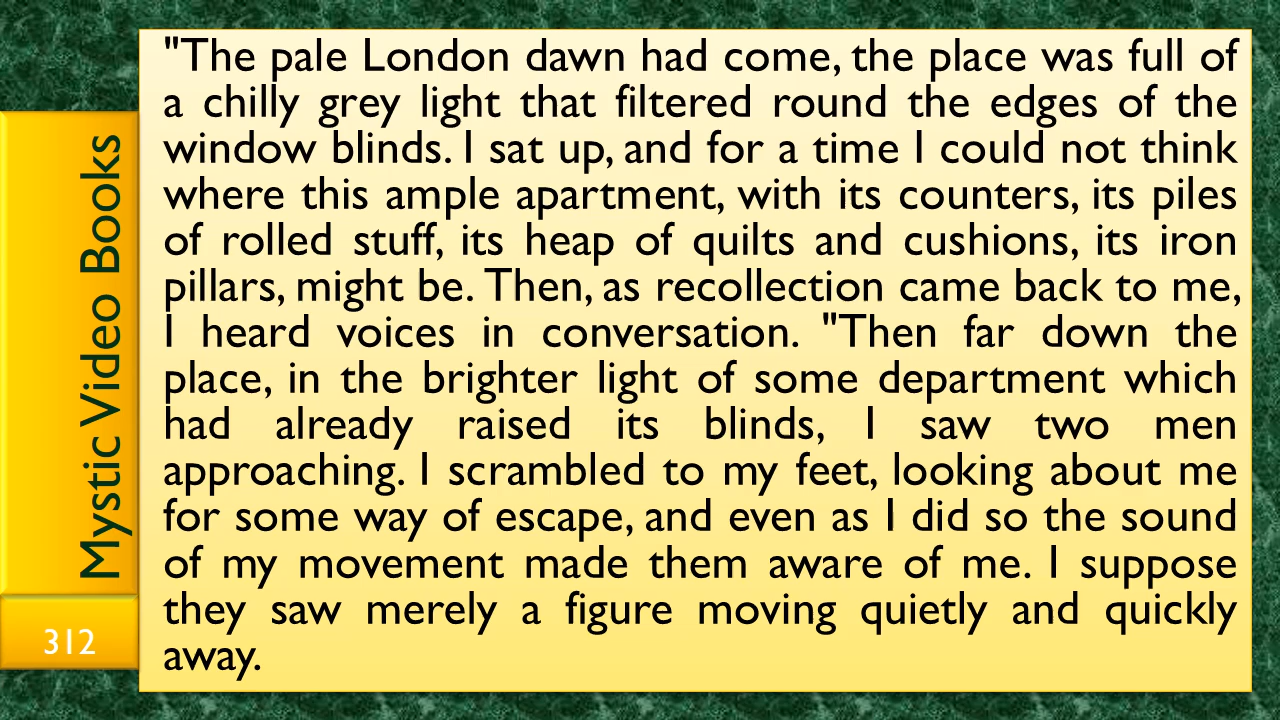 "The pale London dawn had come, the place was full of
a chilly grey light that filtered round the edges of the
window blinds. I sat up, and for a time I could not think
where this ample apartment, with its counters, its piles
of rolled stuff, its heap of quilts and cushions, its iron
pillars, might be. Then, as recollection came back to me,
I heard voices in conversation. "Then far down the
place, in the brighter light of some department which
had already raised its blinds, I saw two men
approaching. I scrambled to my feet, looking about me
for some way of escape, and even as I did so the sound
of my movement made them aware of me. I suppose
they saw merely a figure moving quietly and quickly
away.
Mystic Video Books
312